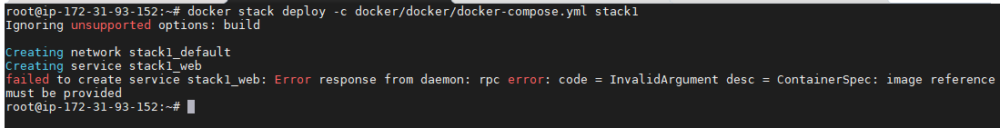 root@ip-172-31-93-152:~# docker stack deploy -c docker/docker/docker-compose.yml stack1
Ignoring unsupported options: build
Creating network stack1_default
Creating service stack1_web
failed to create service stack1_web: Error response from daemon: rpc error: code = InvalidArgument desc = ContainerSpec: image reference
must be provided
root@ip-172-31-93-152:~#